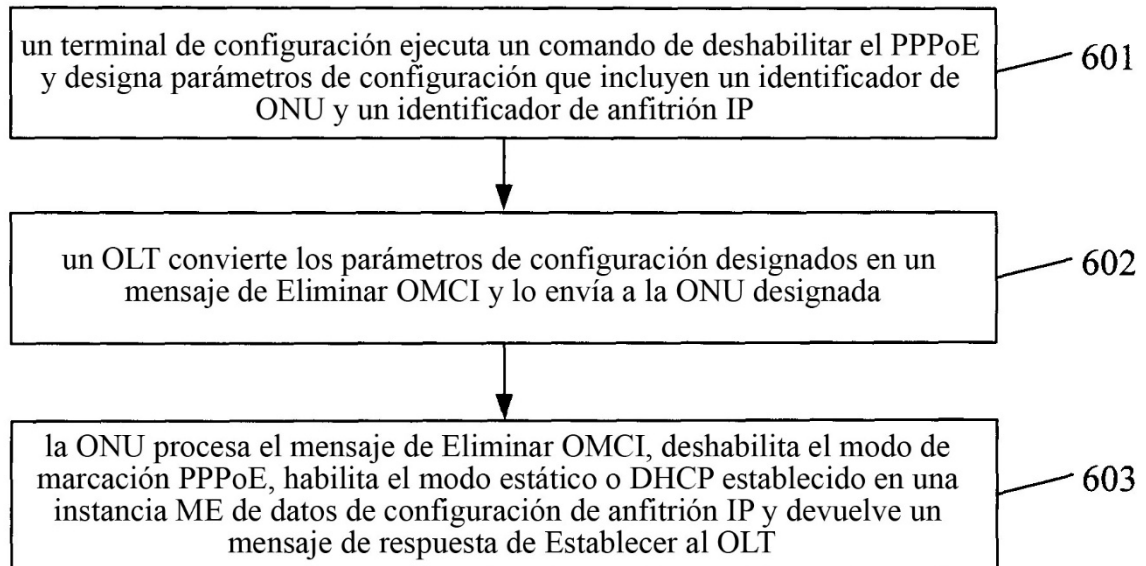 un terminal de configuración ejecuta un comando de deshabilitar el PPPoE
y designa parámetros de configuración que incluyen un identificador de
ONU y un identificador de anfitrión IP
601
un OLT convierte los parámetros de configuración designados en un
mensaje de Eliminar OMCI y lo envía a la ONU designada
602
la ONU procesa el mensaje de Eliminar OMCI, deshabilita el modo de
marcación PPPoE, habilita el modo estático o DHCP establecido en una
instancia ME de datos de configuración de anfitrión IP y devuelve un
mensaje de respuesta de Establecer al OLT
603